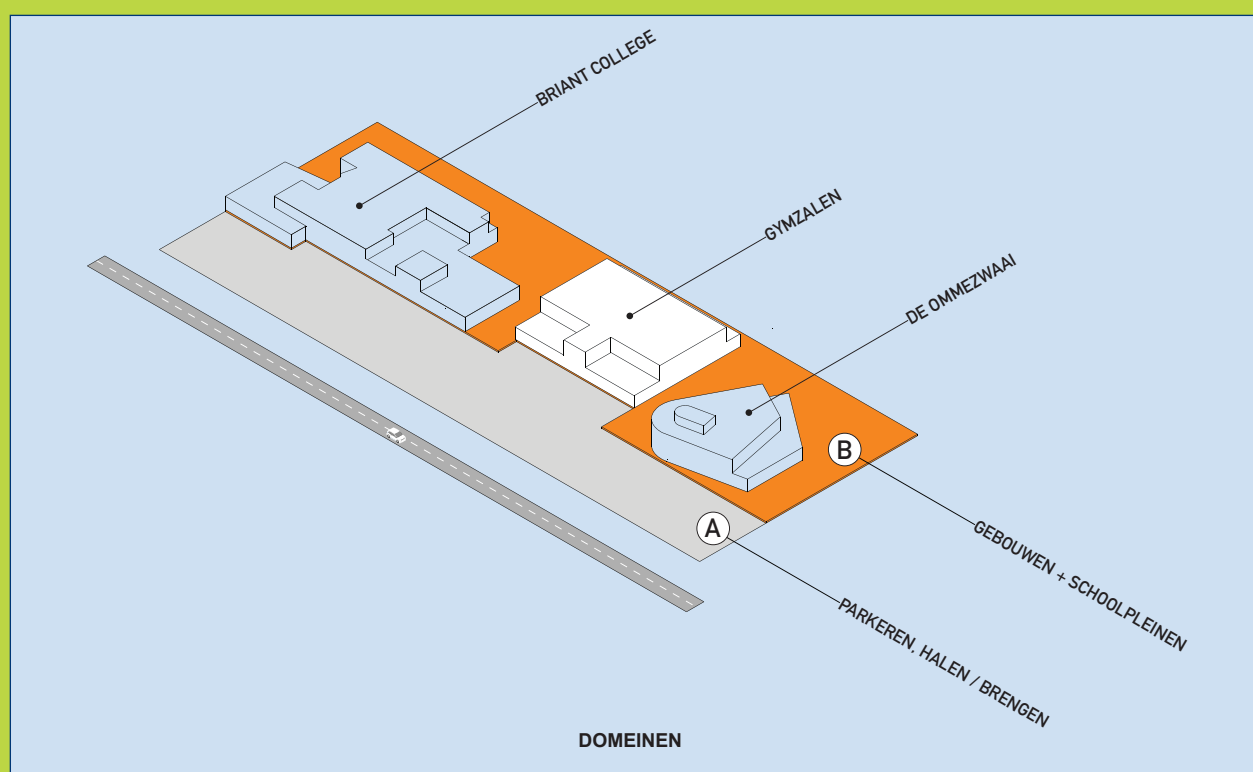 BRIANT COLLEGE
GYMZALEN
DE OMMEZWAAI
B
A
GEBOUWEN + SCHOOLPLEINEN
PARKEREN, HALEN / BRENGEN
DOMEINEN